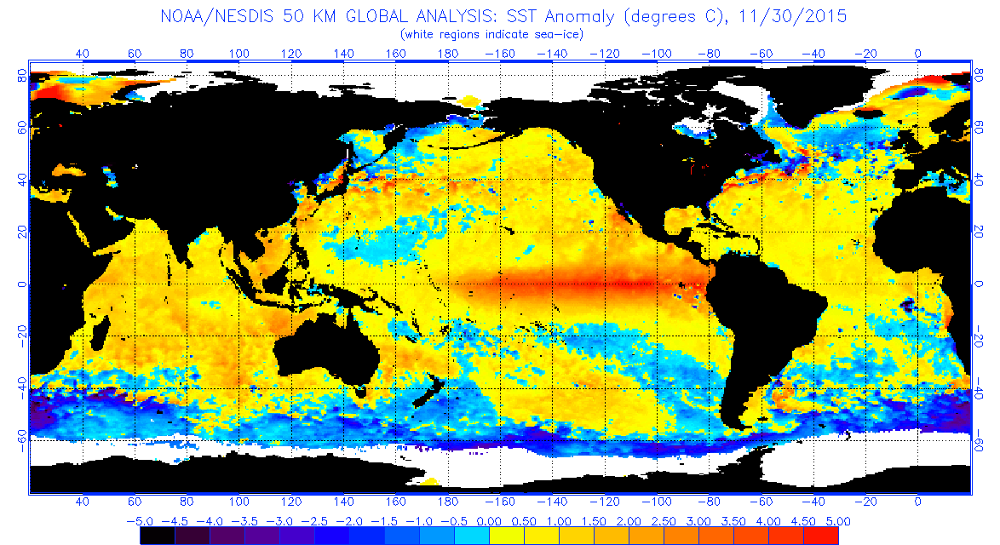 NOAA/NESDIS 50 KM GLOBAL ANALYSIS: SST Anomaly (degrees C), 11/30/2015
(white regions indicate sea-ice)
40 60 80 100 120 140 160 180 -160 -140 -120 -100 -80 -60 -40 -20 0
80 80
60 60
40 40
20 20
0 0
-20 -20
-40 -40
-60 -60
40 60 80 100 120 140 160 180 -160 -140 -120 -100 -80 -60 -40 -20 0
-5.0 -4.5 -4.0 -3.5 -3.0 -2.5 -2.0 -1.5 -1.0 -0.5 0.00 0.50 1.00 1.50 2.00 2.50 3.00 3.50 4.00 4.50 5.00